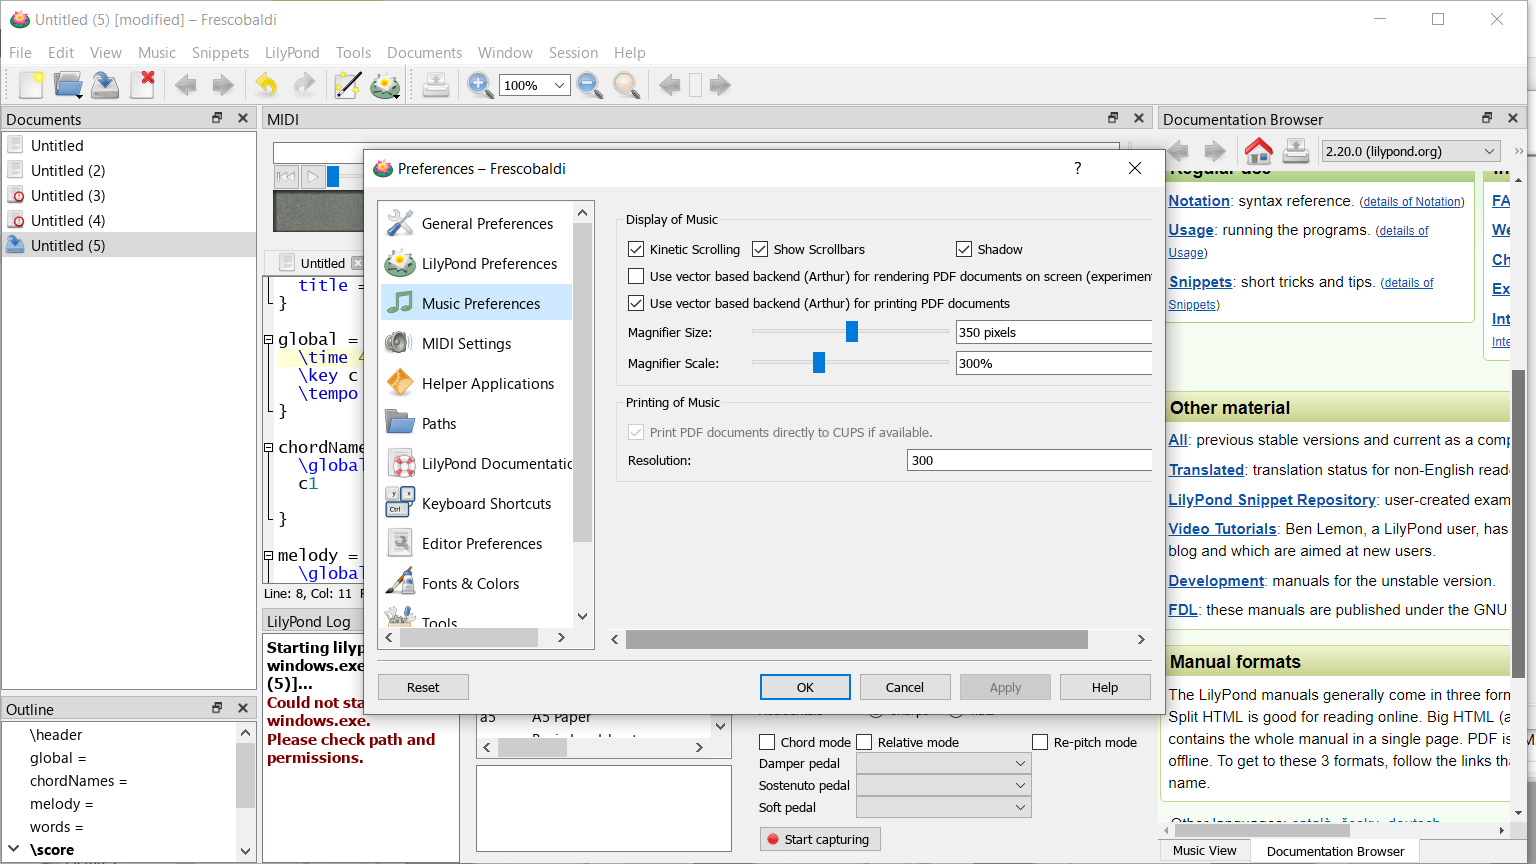 Untitled (5) [modified] – Frescobaldi
File Edit View Music Snippets LilyPond Tools Documents Window Session Help
100%
Documents
Untitled
Untitled (2)
Untitled (3)
Untitled (4)
Untitled (5)
MIDI
Documentation Browser
2.20.0 (lilypond.org)
Notation: syntax reference. (details of Notation)
Usage: running the programs. (details of
Usage)
Snippets: short tricks and tips. (details of
Snippets)
FA
We
Ch
Ex
Int
Inte
Other material
All: previous stable versions and current as a comp
Translated: translation status for non-English read
LilyPond Snippet Repository: user-created exam
Video Tutorials: Ben Lemon, a LilyPond user, has
blog and which are aimed at new users.
Development: manuals for the unstable version.
FDL: these manuals are published under the GNU
Manual formats
The LilyPond manuals generally come in three form
Split HTML is good for reading online. Big HTML (a
contains the whole manual in a single page. PDF is
offline. To get to these 3 formats, follow the links tha
name.
Music View
Documentation Browser
Untitled
title =
}
global =
\time 4
\key c
\tempo
}
chordName
\global
c1
}
melody =
\global
Line: 8, Col: 11
LilyPond Log
Starting lilyp
windows.exe
(5)]...
Could not sta
windows.exe.
Please check path and
permissions.
Outline
\header
global =
chordNames =
melody =
words =
\score
Preferences – Frescobaldi
?
General Preferences
LilyPond Preferences
Music Preferences
MIDI Settings
Helper Applications
Paths
LilyPond Documentatic
Keyboard Shortcuts
Editor Preferences
Fonts & Colors
Tools
Display of Music
Kinetic Scrolling
Show Scrollbars
Shadow
Use vector based backend (Arthur) for rendering PDF documents on screen (experiment
Use vector based backend (Arthur) for printing PDF documents
Magnifier Size:
350 pixels
Magnifier Scale:
300%
Printing of Music
Print PDF documents directly to CUPS if available.
Resolution:
300
Reset
OK
Cancel
Apply
Help
a5 A5 Paper
Chord mode
Relative mode
Re-pitch mode
Damper pedal
Sostenuto pedal
Soft pedal
Start capturing